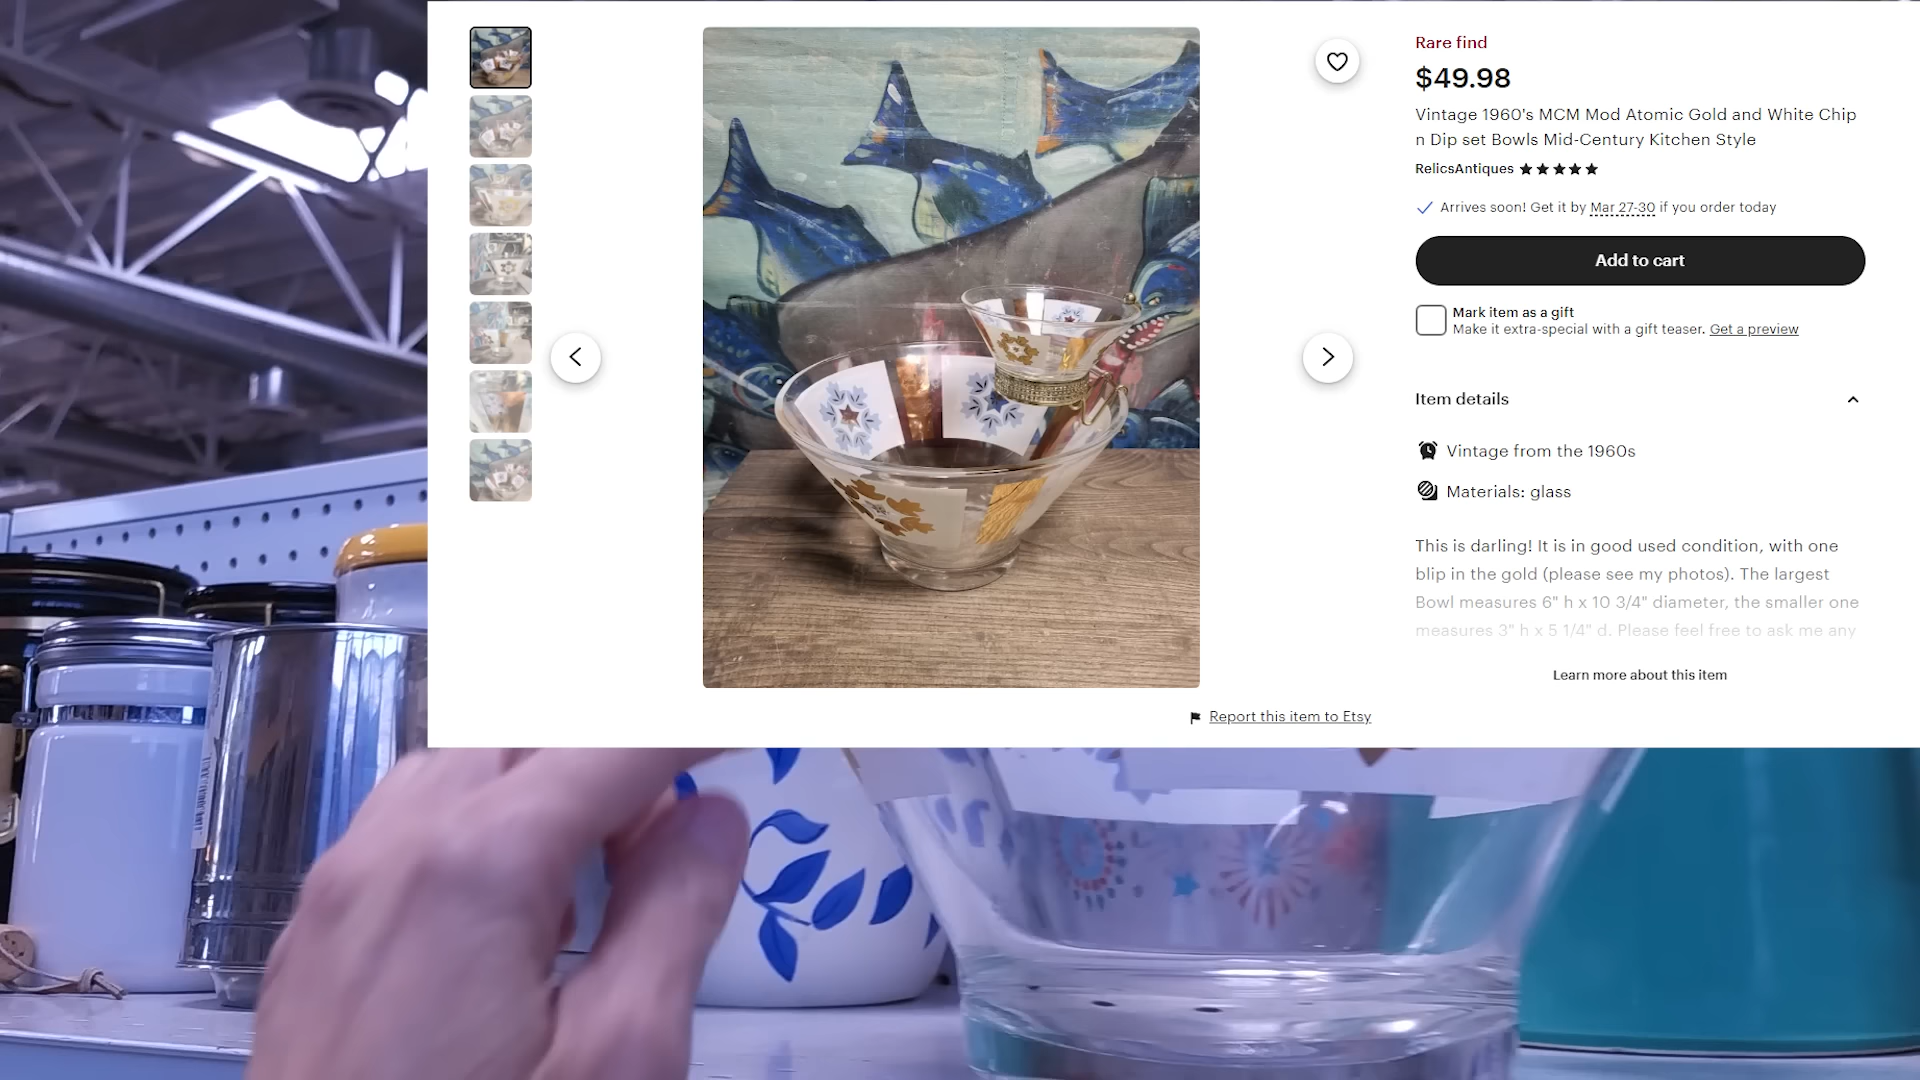 Rare find
$49.98
Vintage 1960's MCM Mod Atomic Gold and White Chip
n Dip set Bowls Mid-Century Kitchen Style
RelicsAntiques
Arrives soon! Get it by Mar 27-30 if you order today
Add to cart
Mark item as a gift
Make it extra-special with a gift teaser. Get a preview
Item details
Vintage from the 1960s
Materials: glass
This is darling! It is in good used condition, with one
blip in the gold (please see my photos). The largest
Bowl measures 6" h x 10 3/4" diameter, the smaller one
measures 3" h x 5 1/4" d. Please feel free to ask me any
Learn more about this item
Report this item to Etsy